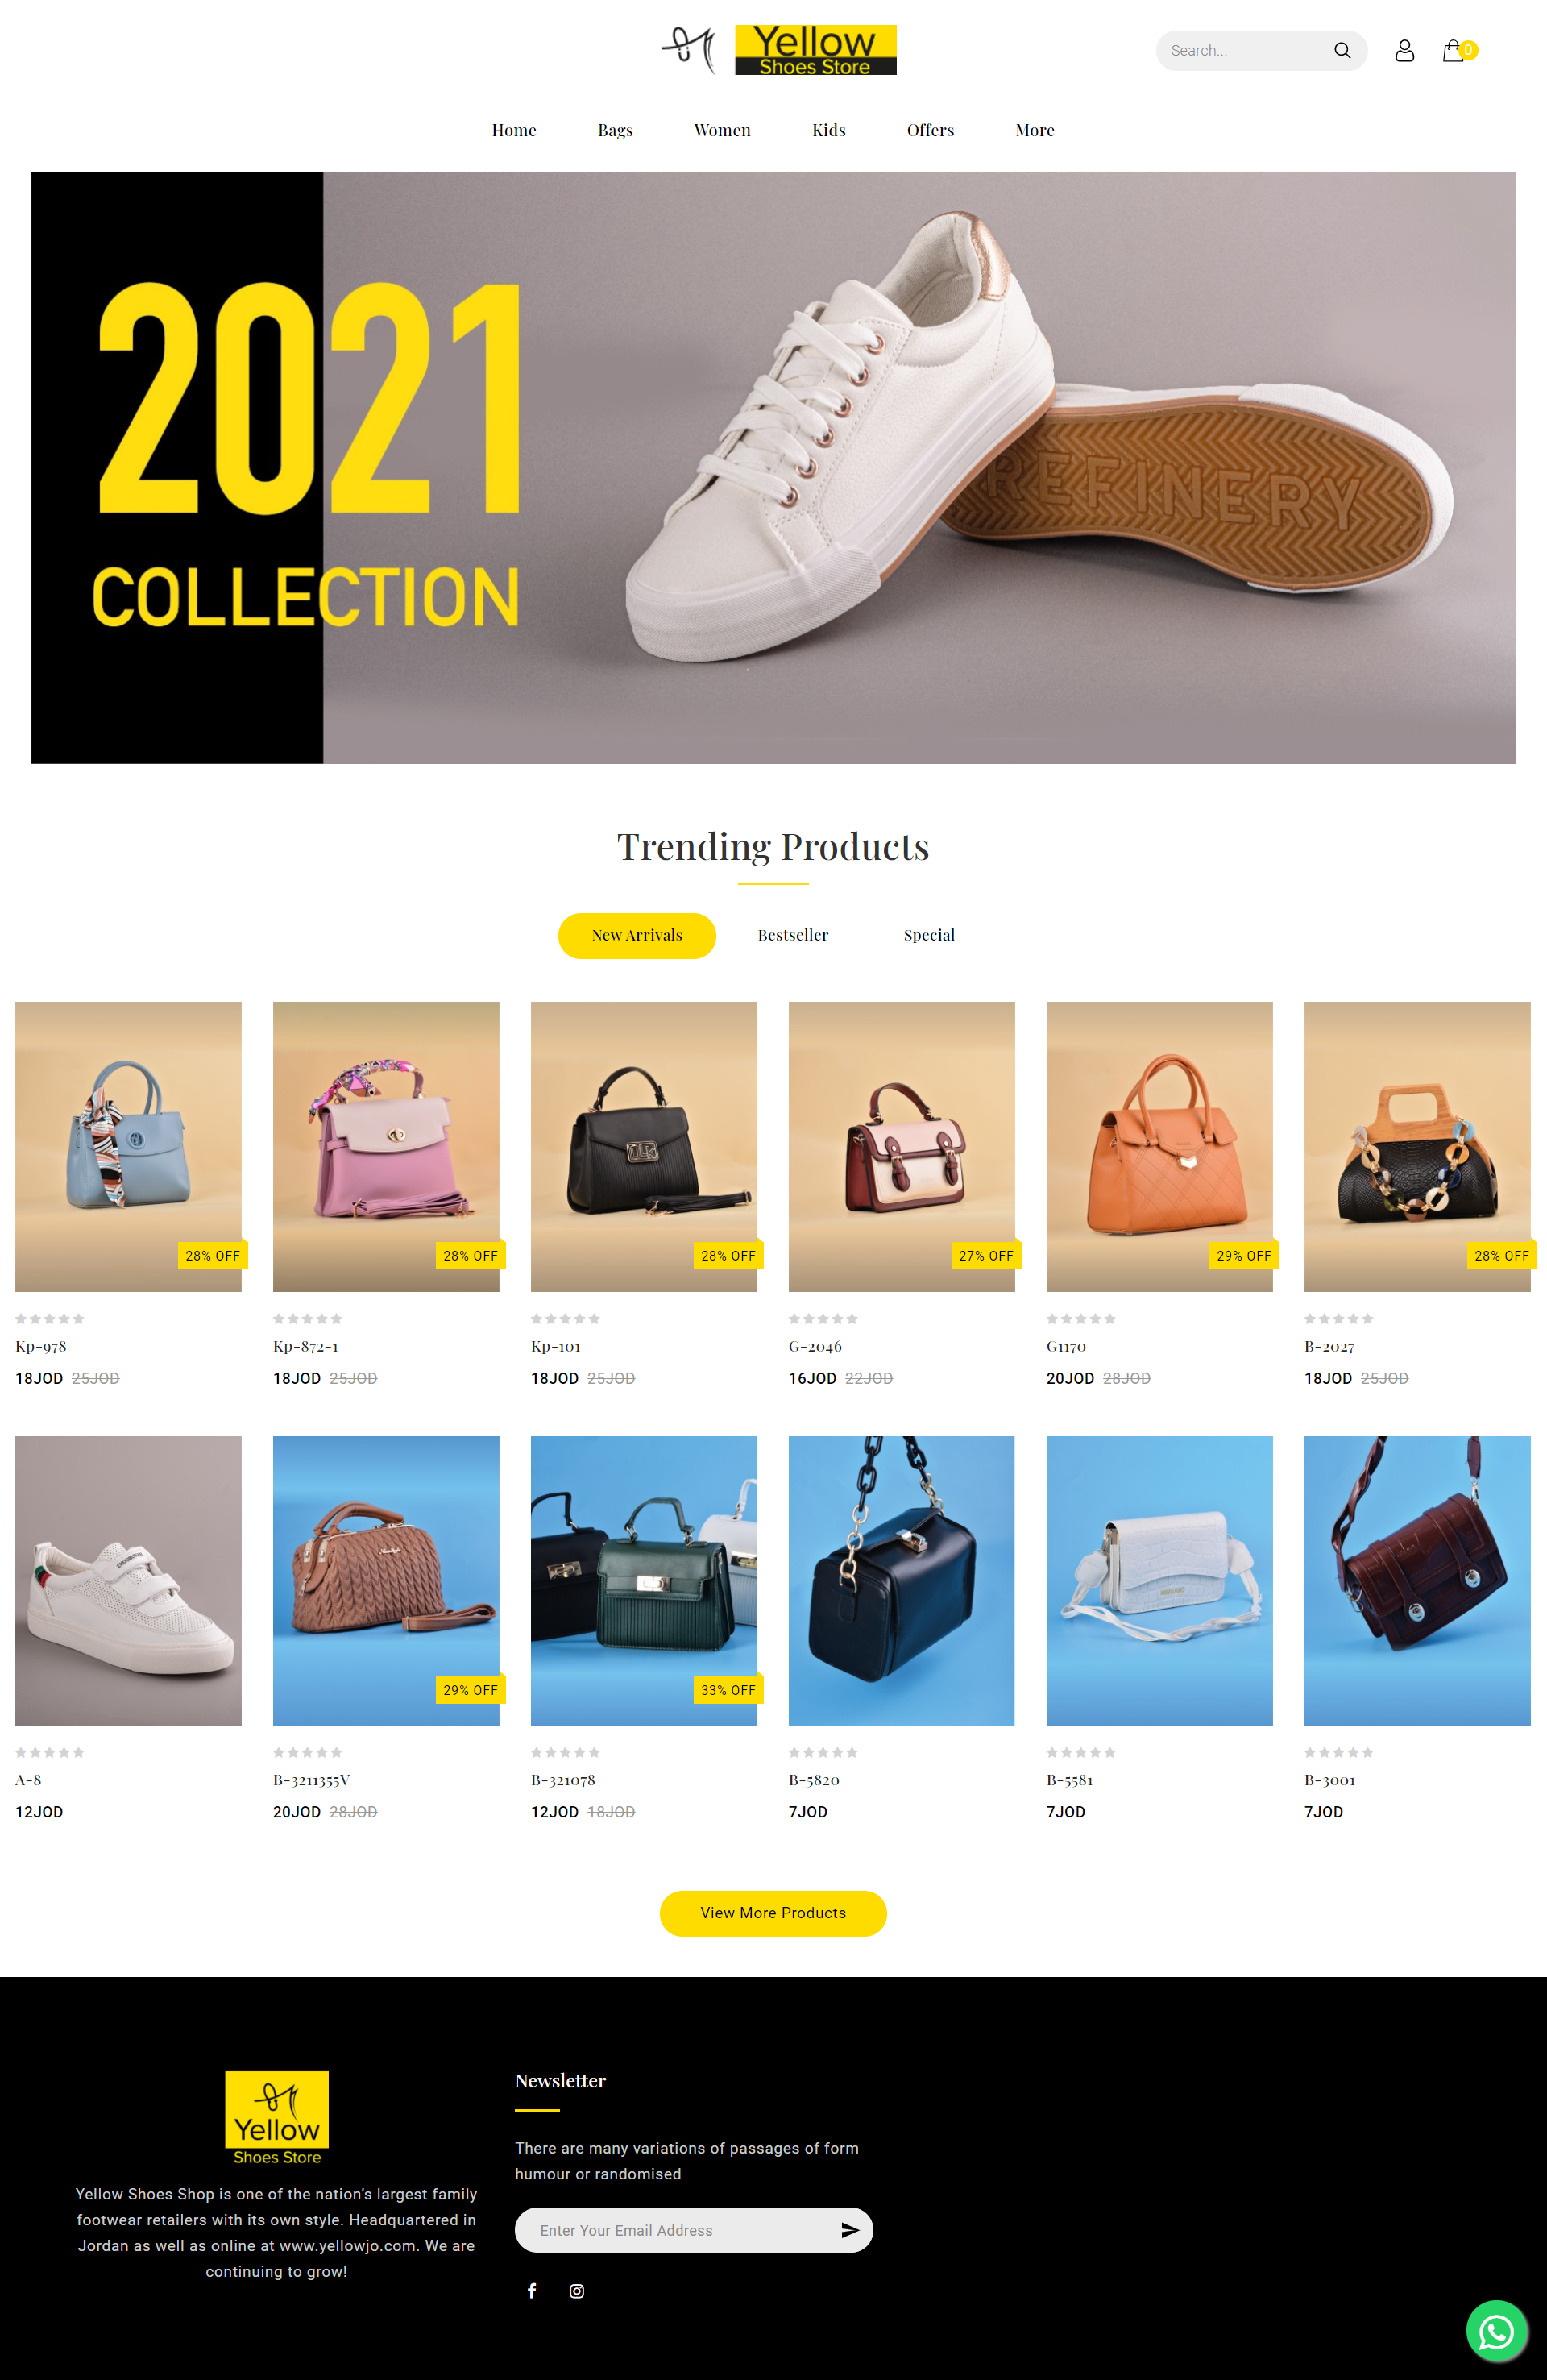 Yellow
Shoes Store
Search...
0
Home
Bags
Women
Kids
Offers
More
2021
COLLECTION
REFINERY
Trending Products
New Arrivals
Bestseller
Special
28% OFF
28% OFF
28% OFF
27% OFF
29% OFF
28% OFF
Kp-978
Kp-872-1
Kp-101
G-2046
G1170
B-2027
18JOD 25JOD
18JOD 25JOD
18JOD 25JOD
16JOD 22JOD
20JOD 28JOD
18JOD 25JOD
29% OFF
33% OFF
A-8
B-3211355V
B-321078
B-5820
B-5581
B-3001
12JOD
20JOD 28JOD
12JOD 18JOD
7JOD
7JOD
7JOD
View More Products
Yellow
Shoes Store
Yellow Shoes Shop is one of the nation’s largest family
footwear retailers with its own style. Headquartered in
Jordan as well as online at www.yellowjo.com. We are
continuing to grow!
Newsletter
There are many variations of passages of form
humour or randomised
Enter Your Email Address